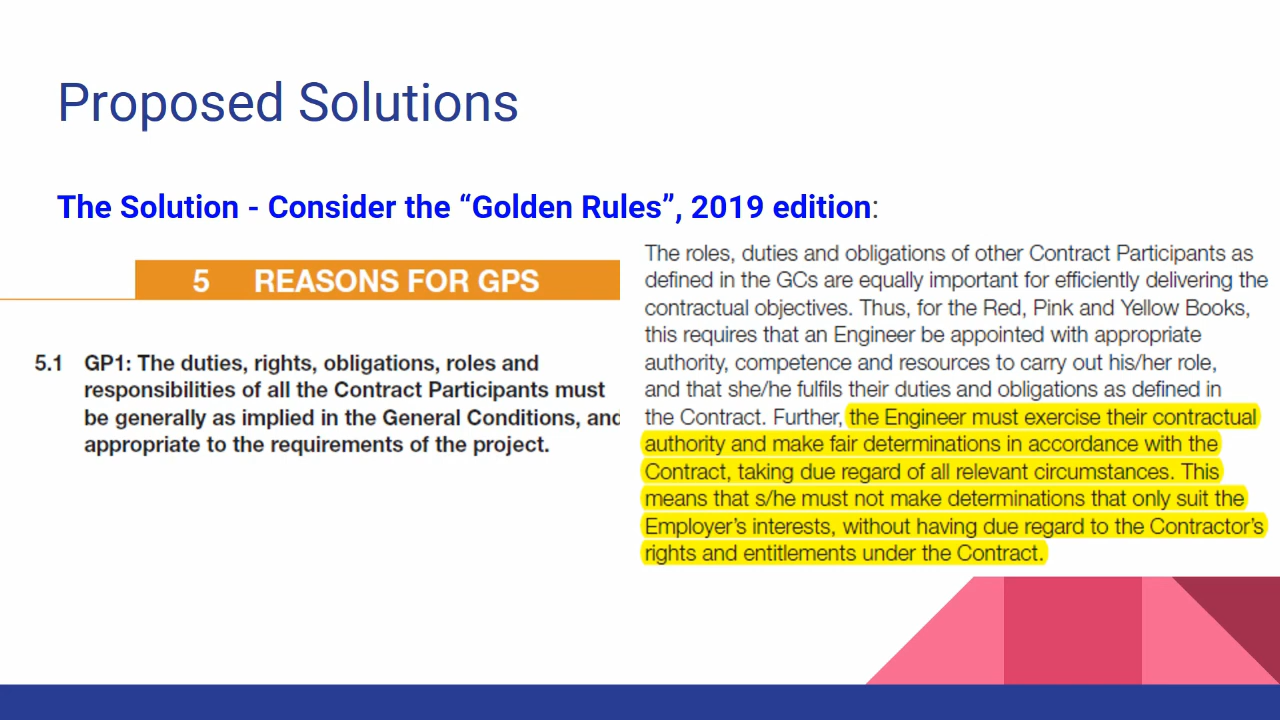 Proposed Solutions
The Solution - Consider the “Golden Rules”, 2019 edition:
5 REASONS FOR GPS
5.1 GP1: The duties, rights, obligations, roles and
responsibilities of all the Contract Participants must
be generally as implied in the General Conditions, and
appropriate to the requirements of the project.
The roles, duties and obligations of other Contract Participants as
defined in the GCs are equally important for efficiently delivering the
contractual objectives. Thus, for the Red, Pink and Yellow Books,
this requires that an Engineer be appointed with appropriate
authority, competence and resources to carry out his/her role,
and that she/he fulfils their duties and obligations as defined in
the Contract. Further, the Engineer must exercise their contractual
authority and make fair determinations in accordance with the
Contract, taking due regard of all relevant circumstances. This
means that s/he must not make determinations that only suit the
Employer’s interests, without having due regard to the Contractor’s
rights and entitlements under the Contract.